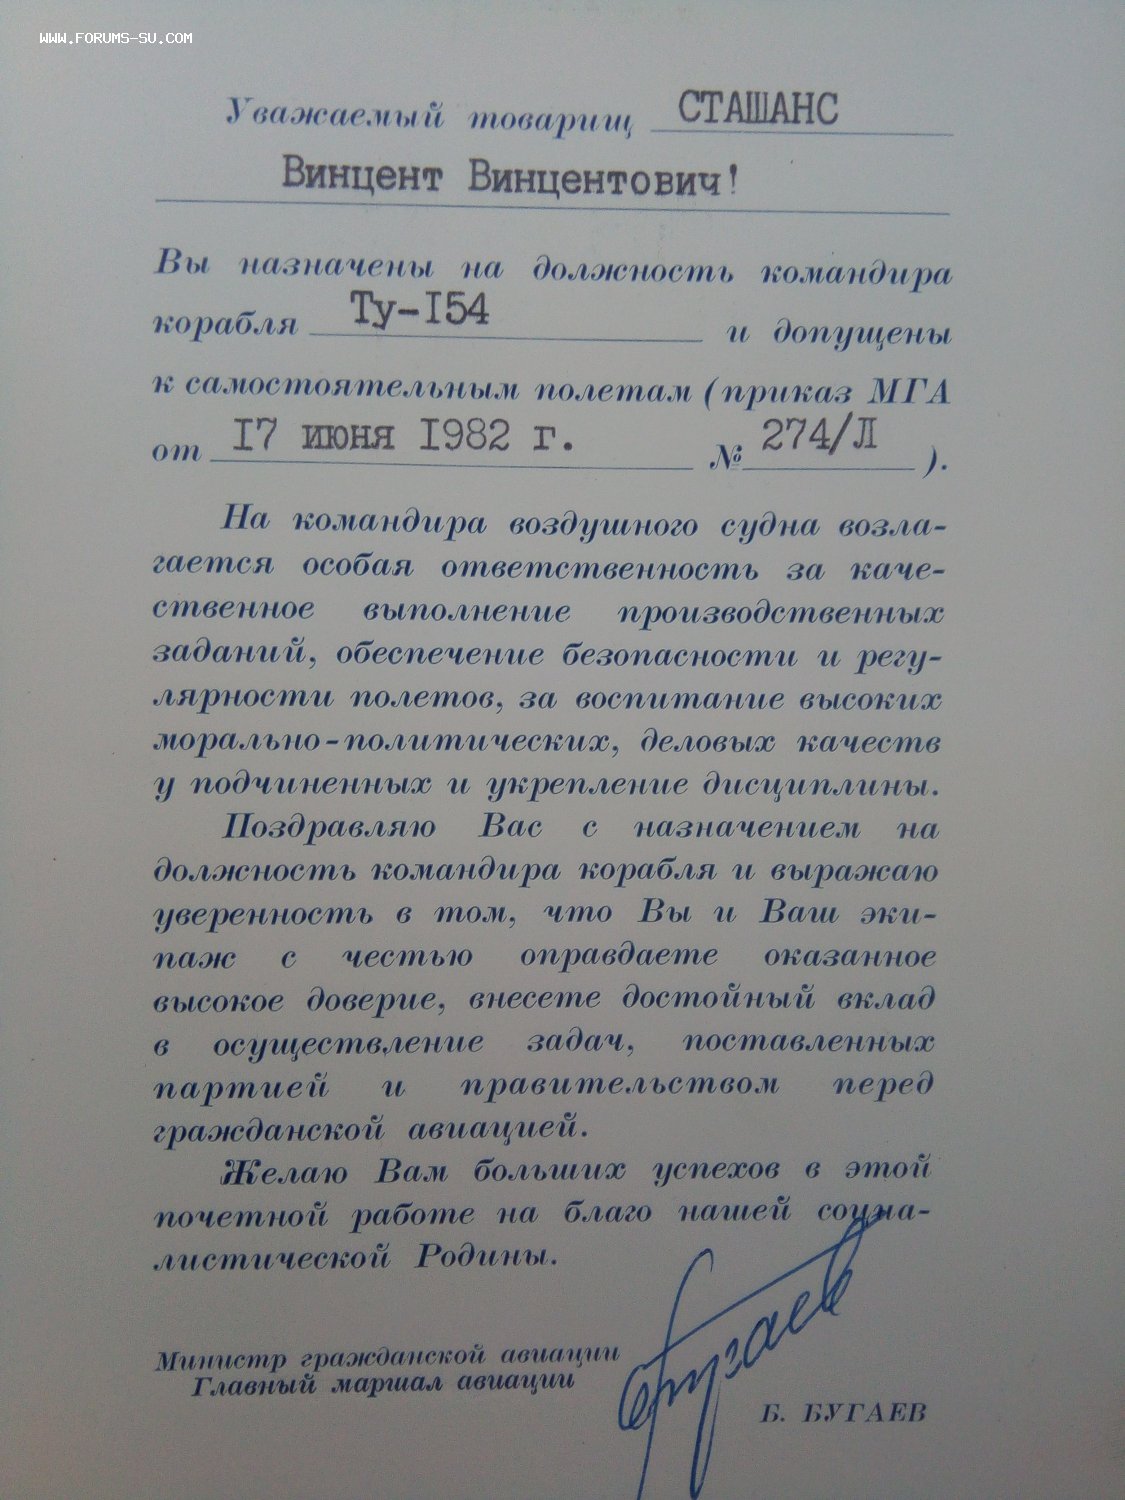 WWW.FORUMS-SU.COM
Уважаемый товарищ СТАШАНС
Винцент Винцентович!
Вы назначены на должность командира
корабля Ту-I54 и допущены
к самостоятельным полетам (приказ МГА
от I7 июня I982 г. № 274/Л ).
На командира воздушного судна возла-
гается особая ответственность за каче-
ственное выполнение производственных
заданий, обеспечение безопасности и регу-
лярности полетов, за воспитание высоких
морально-политических, деловых качеств
у подчиненных и укрепление дисциплины.
Поздравляю Вас с назначением на
должность командира корабля и выражаю
уверенность в том, что Вы и Ваш эки-
паж с честью оправдаете оказанное
высокое доверие, внесете достойный вклад
в осуществление задач, поставленных
партией и правительством перед
гражданской авиацией.
Желаю Вам больших успехов в этой
почетной работе на благо нашей социа-
листической Родины.
Министр гражданской авиации
Главный маршал авиации
Бугаев
Б. БУГАЕВ